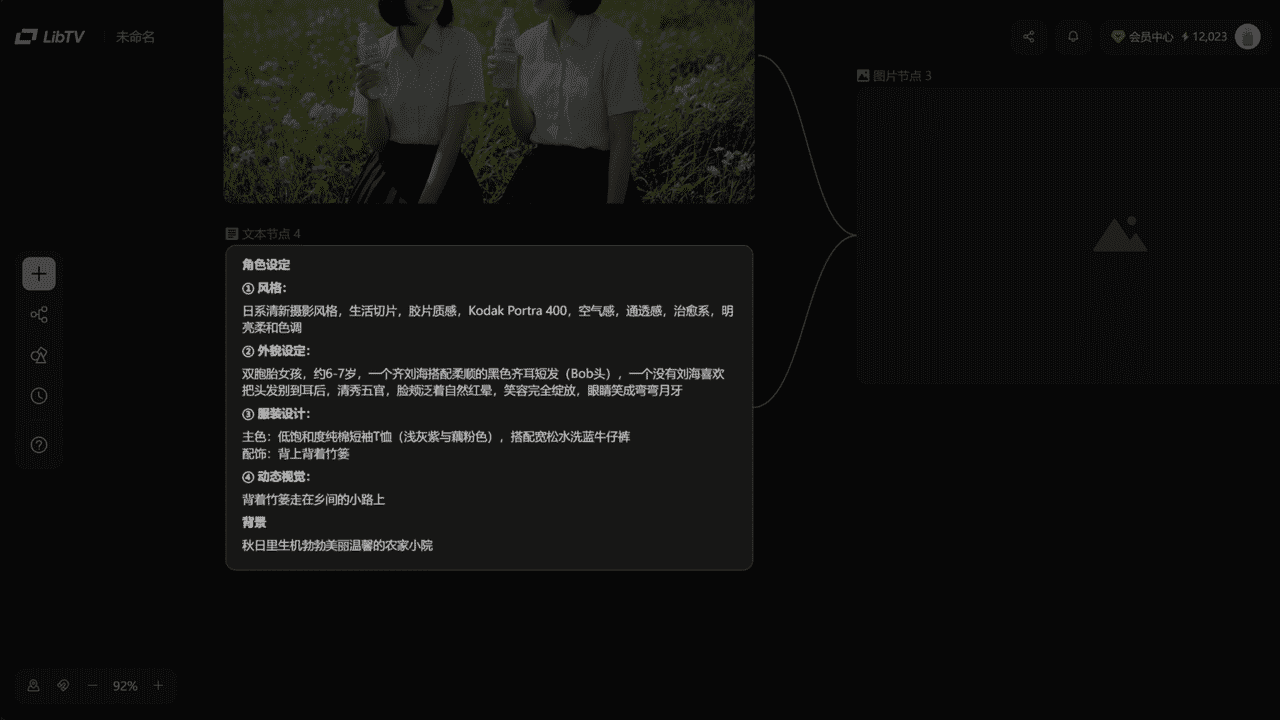 LibTV
未命名
会员中心
12,023
图片节点 3
文本节点 4
角色设定
① 风格：
日系清新摄影风格，生活切片，胶片质感，Kodak Portra 400，空气感，通透感，治愈系，明
亮柔和色调
② 外貌设定：
双胞胎女孩，约6-7岁，一个齐刘海搭配柔顺的黑色齐耳短发（Bob头），一个没有刘海喜欢
把头发别到耳后，清秀五官，脸颊泛着自然红晕，笑容完全绽放，眼睛笑成弯弯月牙
③ 服装设计：
主色：低饱和度纯棉短袖T恤（浅灰紫与藕粉色），搭配宽松水洗蓝牛仔裤
配饰：背上背着竹篓
④ 动态视觉：
背着竹篓走在乡间的小路上
背景
秋日里生机勃勃美丽温馨的农家小院
92%